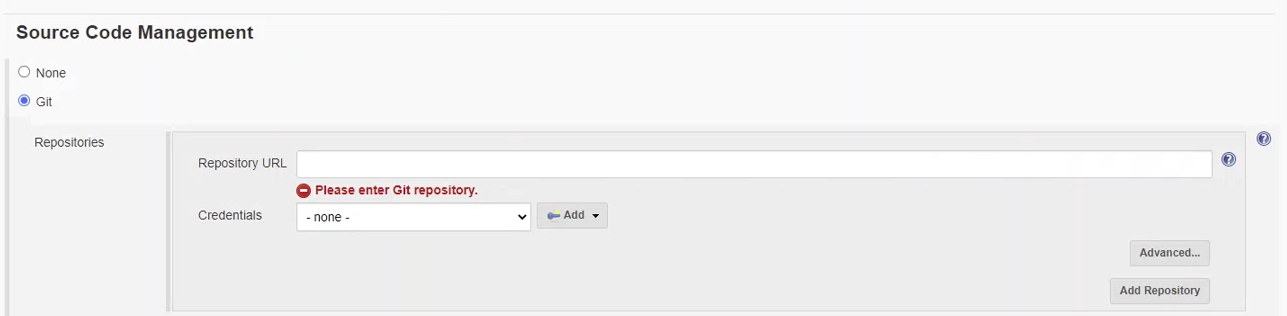 Source Code Management
None
Git
Repositories
Repository URL
Please enter Git repository.
Credentials
- none -
Add
Advanced...
Add Repository